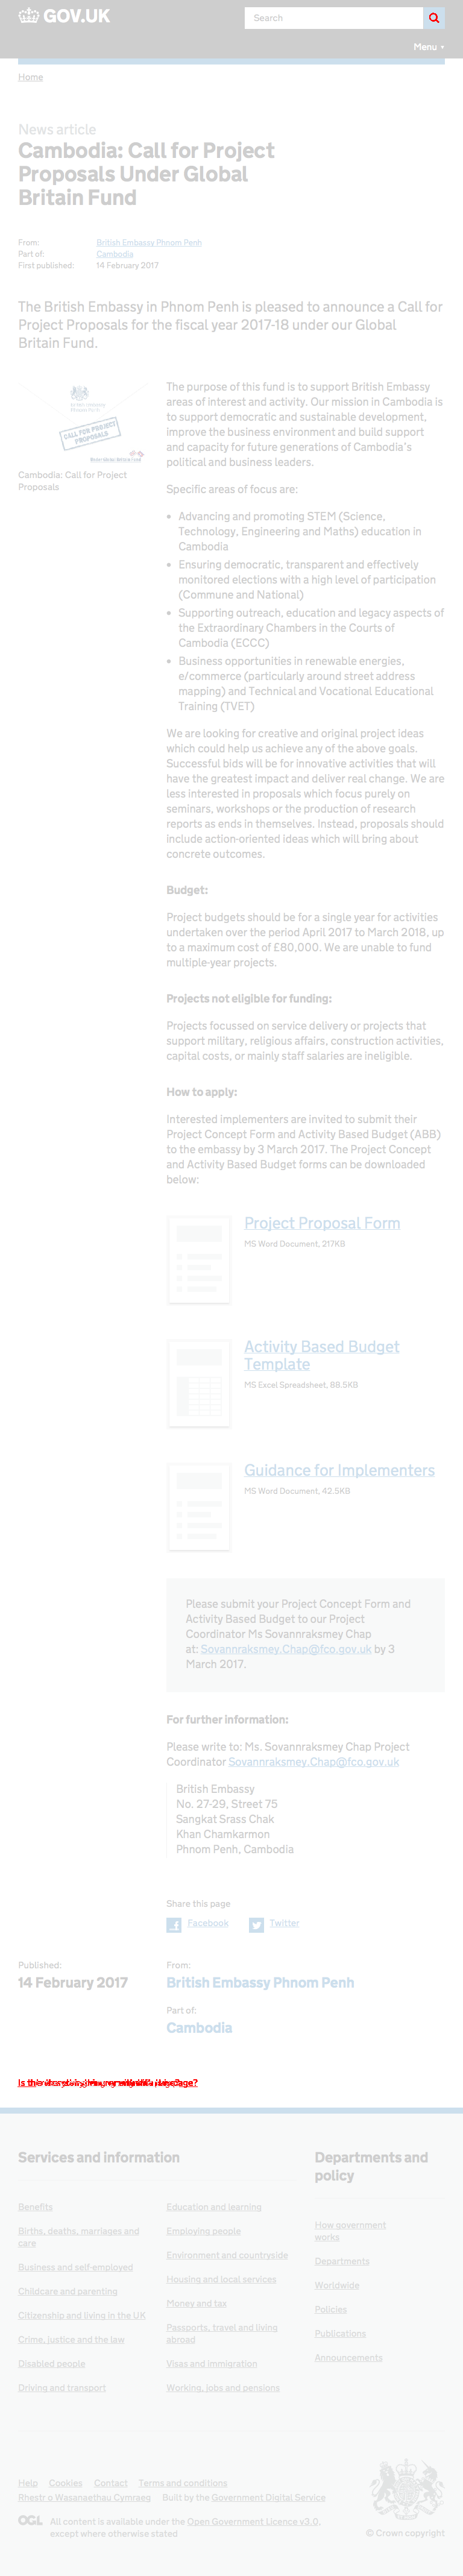 GOV.UK
Search
Menu
Home
News article
Cambodia: Call for Project
Proposals Under Global
Britain Fund
From: British Embassy Phnom Penh
Part of: Cambodia
First published: 14 February 2017
The British Embassy in Phnom Penh is pleased to announce a Call for
Project Proposals for the fiscal year 2017-18 under our Global
Britain Fund.
CALL FOR PROJECT
PROPOSALS
Cambodia: Call for Project
Proposals
The purpose of this fund is to support British Embassy
areas of interest and activity. Our mission in Cambodia is
to support democratic and sustainable development,
improve the business environment and build support
and capacity for future generations of Cambodia's
political and business leaders.
Specific areas of focus are:
• Advancing and promoting STEM (Science,
Technology, Engineering and Maths) education in
Cambodia
• Ensuring democratic, transparent and effectively
monitored elections with a high level of participation
(Commune and National)
• Supporting outreach, education and legacy aspects of
the Extraordinary Chambers in the Courts of
Cambodia (ECCC)
• Business opportunities in renewable energies,
e/commerce (particularly around street address
mapping) and Technical and Vocational Educational
Training (TVET)
We are looking for creative and original project ideas
which could help us achieve any of the above goals.
Successful bids will be for innovative activities that will
have the greatest impact and deliver real change. We are
less interested in proposals which focus purely on
seminars, workshops or the production of research
reports as ends in themselves. Instead, proposals should
include action-oriented ideas which will bring about
concrete outcomes.
Budget:
Project budgets should be for a single year for activities
undertaken over the period April 2017 to March 2018, up
to a maximum cost of £80,000. We are unable to fund
multiple-year projects.
Projects not eligible for funding:
Projects focussed on service delivery or projects that
support military, religious affairs, construction activities,
capital costs, or mainly staff salaries are ineligible.
How to apply:
Interested implementers are invited to submit their
Project Concept Form and Activity Based Budget (ABB)
to the embassy by 3 March 2017. The Project Concept
and Activity Based Budget forms can be downloaded
below:
Project Proposal Form
MS Word Document, 217KB
Activity Based Budget
Template
MS Excel Spreadsheet, 88.5KB
Guidance for Implementers
MS Word Document, 42.5KB
Please submit your Project Concept Form and
Activity Based Budget to our Project
Coordinator Ms Sovannraksmey Chap
at: Sovannraksmey.Chap@fco.gov.uk by 3
March 2017.
For further information:
Please write to: Ms. Sovannraksmey Chap Project
Coordinator Sovannraksmey.Chap@fco.gov.uk
British Embassy
No. 27-29, Street 75
Sangkat Srass Chak
Khan Chamkarmon
Phnom Penh, Cambodia
Share this page
Facebook Twitter
Published:
14 February 2017
From:
British Embassy Phnom Penh
Part of:
Cambodia
Services and information
Benefits
Births, deaths, marriages and
care
Business and self-employed
Childcare and parenting
Citizenship and living in the UK
Crime, justice and the law
Disabled people
Driving and transport
Education and learning
Employing people
Environment and countryside
Housing and local services
Money and tax
Passports, travel and living
abroad
Visas and immigration
Working, jobs and pensions
Departments and
policy
How government
works
Departments
Worldwide
Policies
Publications
Announcements
Help Cookies Contact Terms and conditions
Rhestr o Wasanaethau Cymraeg Built by the Government Digital Service
OGL All content is available under the Open Government Licence v3.0,
except where otherwise stated
© Crown copyright